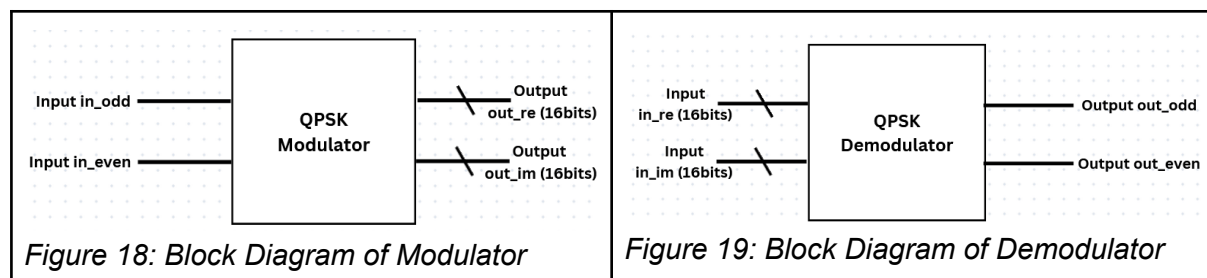 Input in_odd
Input in_even
QPSK
Modulator
Output
out_re (16bits)
Output
out_im (16bits)
Figure 18: Block Diagram of Modulator
Input
in_re (16bits)
Input
in_im (16bits)
QPSK
Demodulator
Output out_odd
Output out_even
Figure 19: Block Diagram of Demodulator